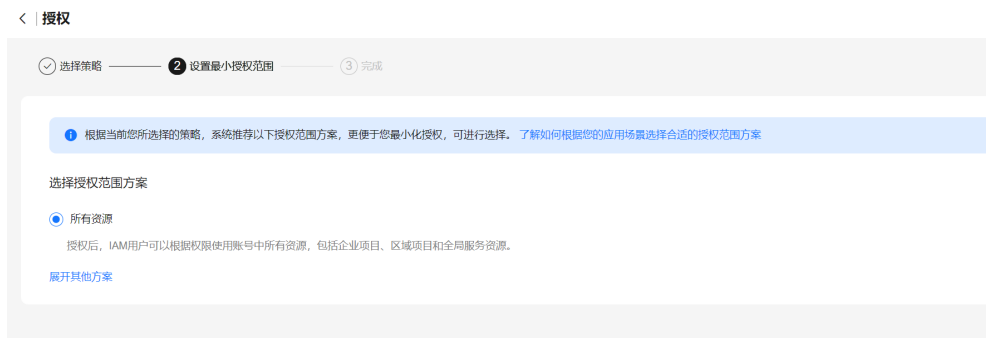 授权
选择策略 2 设置最小授权范围 3 完成
根据当前您所选择的策略，系统推荐以下授权范围方案，更便于您最小化授权，可进行选择。 了解如何根据您的应用场景选择合适的授权范围方案
选择授权范围方案
所有资源
授权后，IAM用户可以根据权限使用账号中所有资源，包括企业项目、区域项目和全局服务资源。
展开其他方案